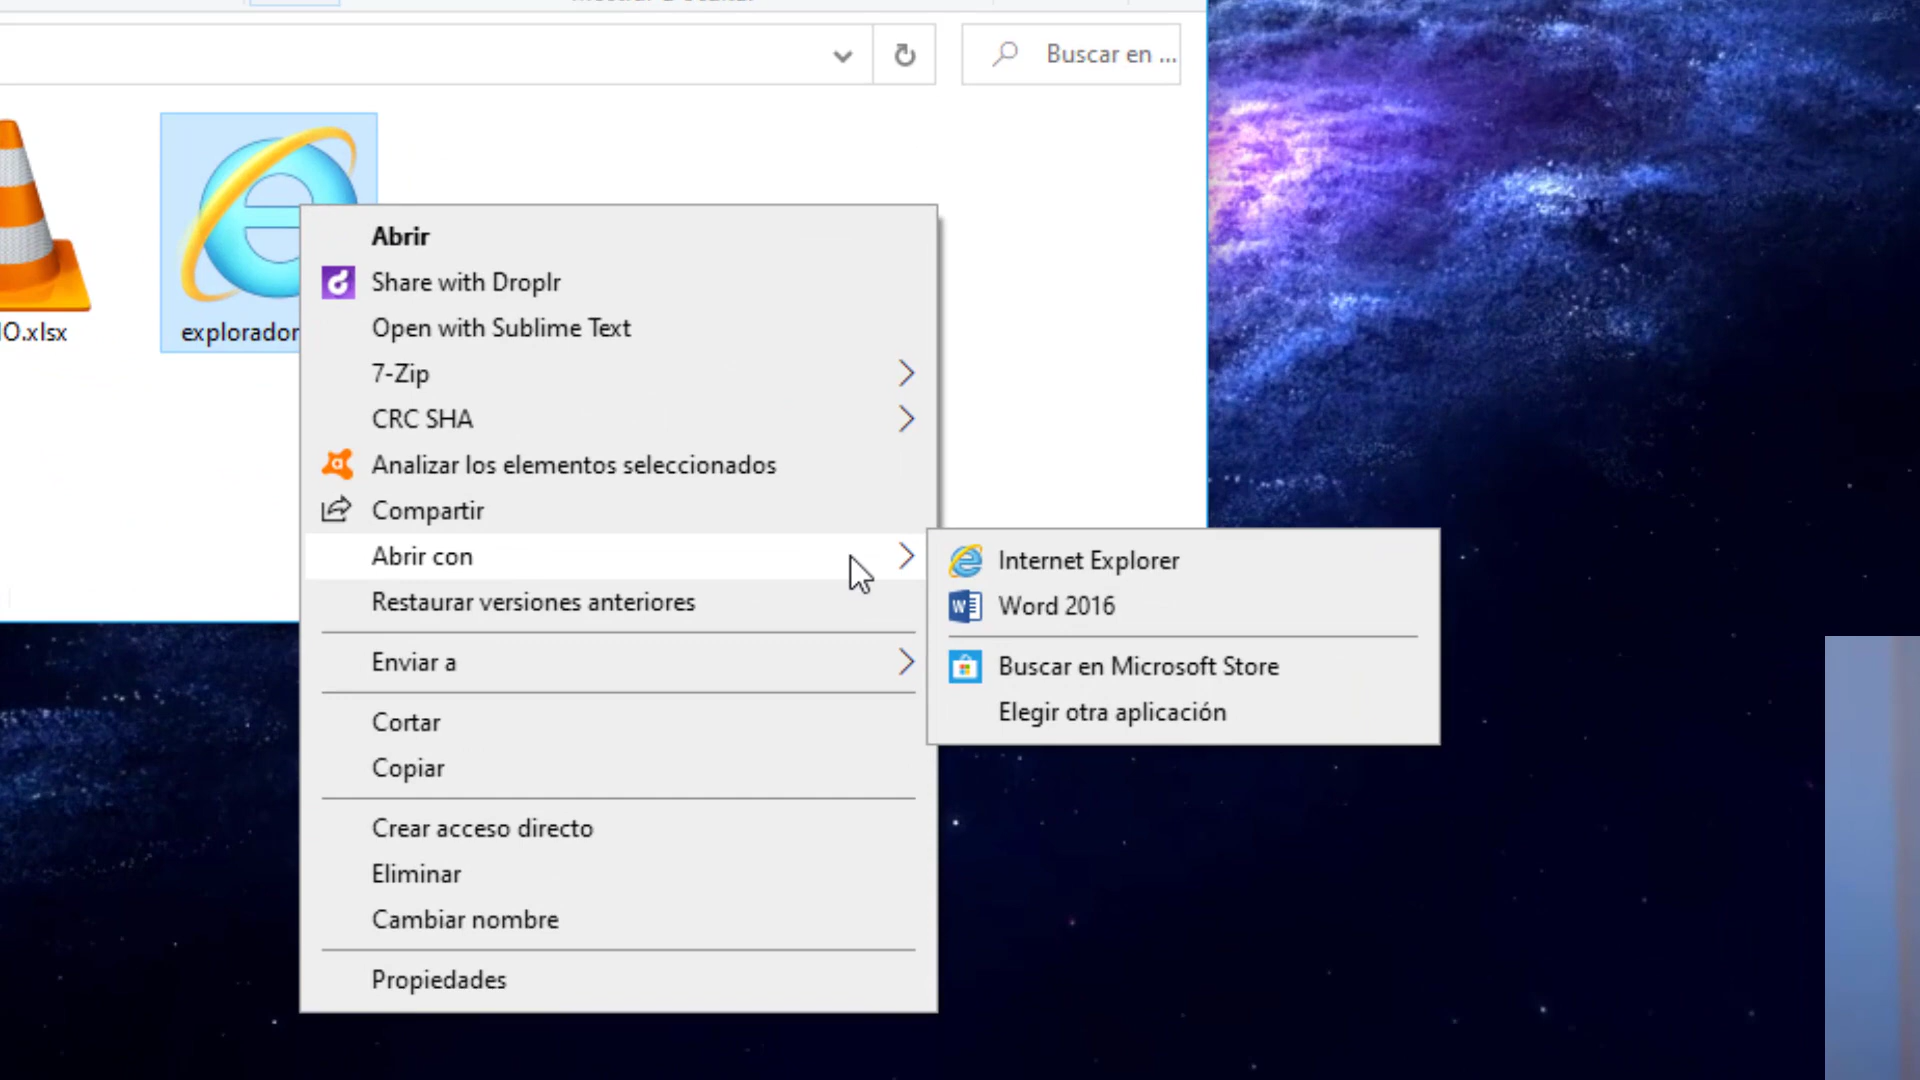 Buscar en ...
IO.xlsx
explorador
Abrir
Share with Droplr
Open with Sublime Text
7-Zip
CRC SHA
Analizar los elementos seleccionados
Compartir
Abrir con
Restaurar versiones anteriores
Enviar a
Cortar
Copiar
Crear acceso directo
Eliminar
Cambiar nombre
Propiedades
Internet Explorer
Word 2016
Buscar en Microsoft Store
Elegir otra aplicación